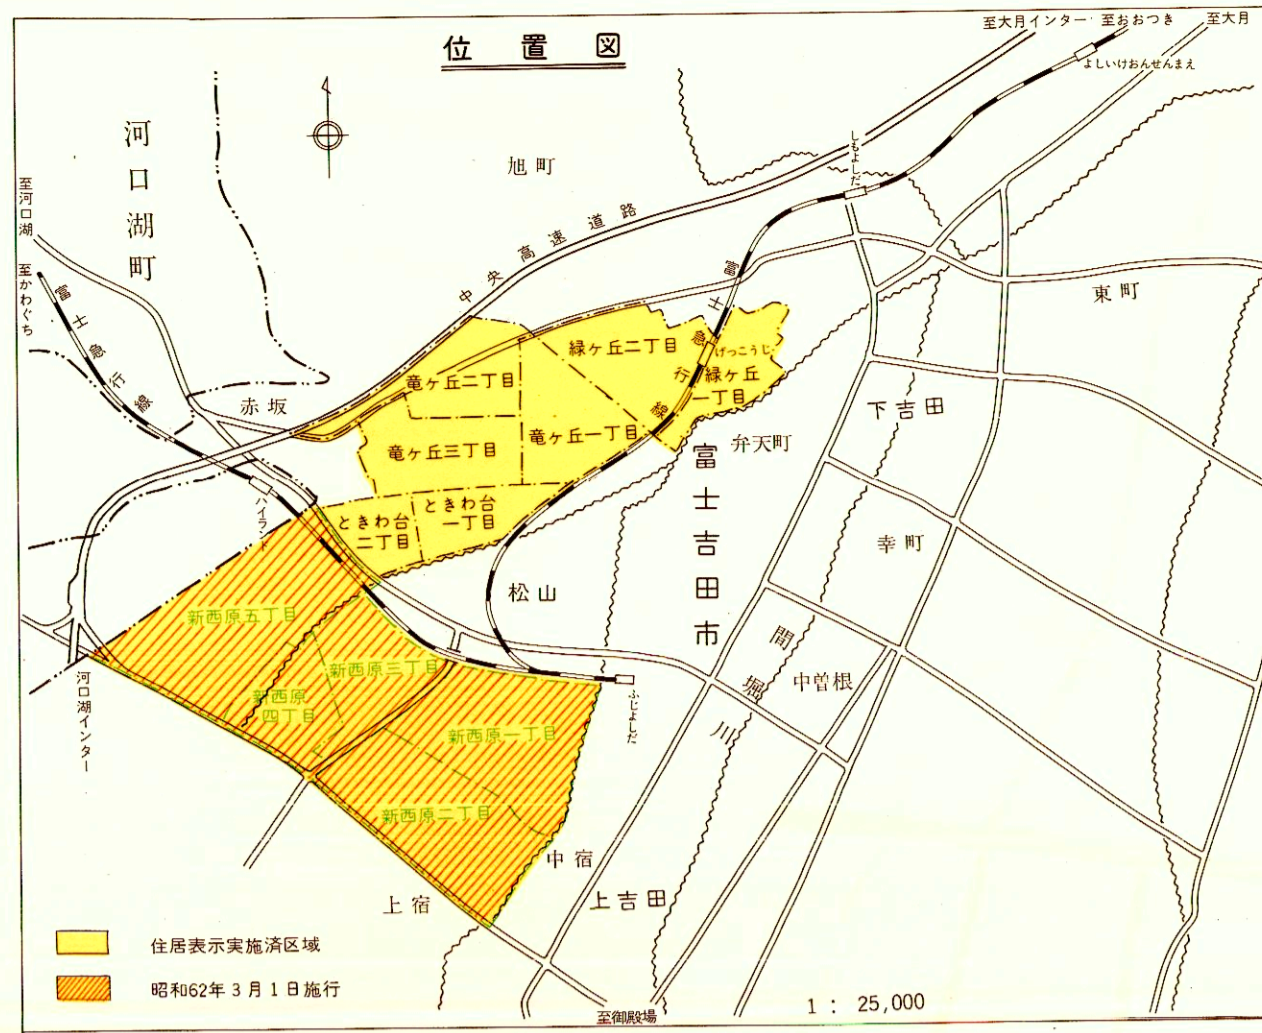 位置図
至大月インター
至おおつき
至大月
よしいけおんせんまえ
河口湖町
旭町
しもよしだ
至河口湖
至かわぐち
中央高速道路
富士急行線
富士急行線
東町
緑ヶ丘二丁目
げっこうじ
緑ヶ丘
一丁目
竜ヶ丘二丁目
赤坂
竜ヶ丘一丁目
竜ヶ丘三丁目
下吉田
弁天町
富士吉田市
ハイランド
ときわ台
一丁目
ときわ台
二丁目
幸町
松山
新西原五丁目
新西原三丁目
新西原
四丁目
新西原一丁目
新西原二丁目
間堀川
中曽根
ふじよしだ
河口湖インター
中宿
上宿
上吉田
住居表示実施済区域
昭和62年3月1日施行
1 : 25,000
至御殿場